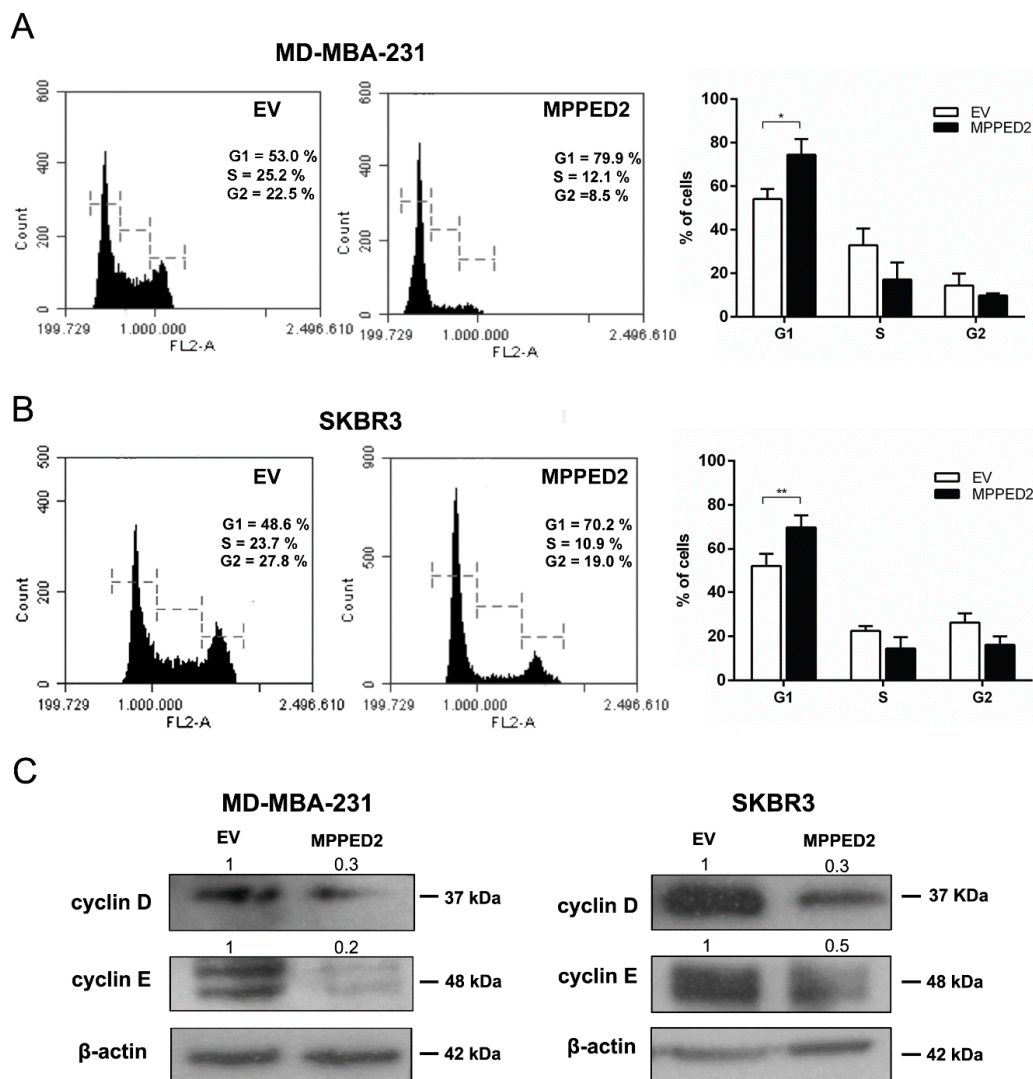 A
MD-MBA-231
600
400
200
0
Count
EV
G1 = 53.0 %
S = 25.2 %
G2 = 22.5 %
199.729 1.000.000 2.496.610
FL2-A
600
400
200
0
Count
MPPED2
G1 = 79.9 %
S = 12.1 %
G2 =8.5 %
199.729 1.000.000 2.496.610
FL2-A
100
80
60
40
20
0
% of cells
*
EV
MPPED2
G1 S G2
B
SKBR3
500
400
200
0
Count
EV
G1 = 48.6 %
S = 23.7 %
G2 = 27.8 %
199.729 1.000.000 2.496.610
FL2-A
900
500
0
Count
MPPED2
G1 = 70.2 %
S = 10.9 %
G2 = 19.0 %
199.729 1.000.000 2.496.610
FL2-A
100
80
60
40
20
0
% of cells
**
EV
MPPED2
G1 S G2
C
MD-MBA-231
EV MPPED2
1 0.3
cyclin D 37 kDa
1 0.2
cyclin E 48 kDa
β-actin 42 kDa
SKBR3
EV MPPED2
1 0.3
cyclin D 37 KDa
1 0.5
cyclin E 48 kDa
β-actin 42 kDa